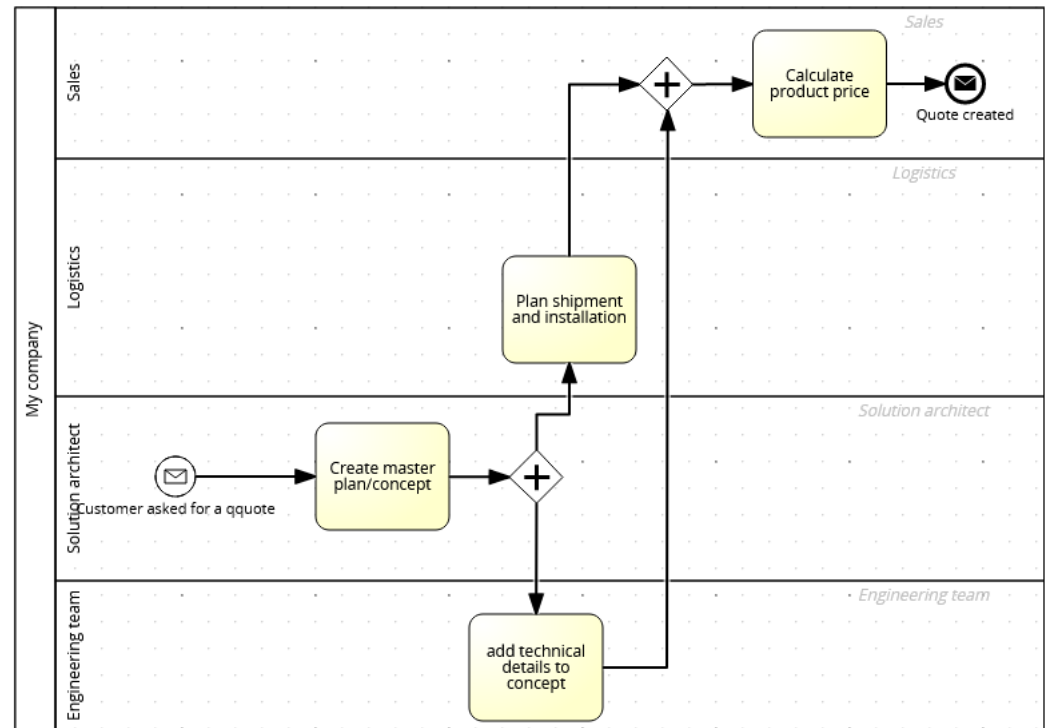 My company
Sales
Sales
Calculate
product price
Quote created
Logistics
Logistics
Plan shipment
and installation
Solution architect
Solution architect
Customer asked for a qquote
Create master
plan/concept
Engineering team
Engineering team
add technical
details to
concept